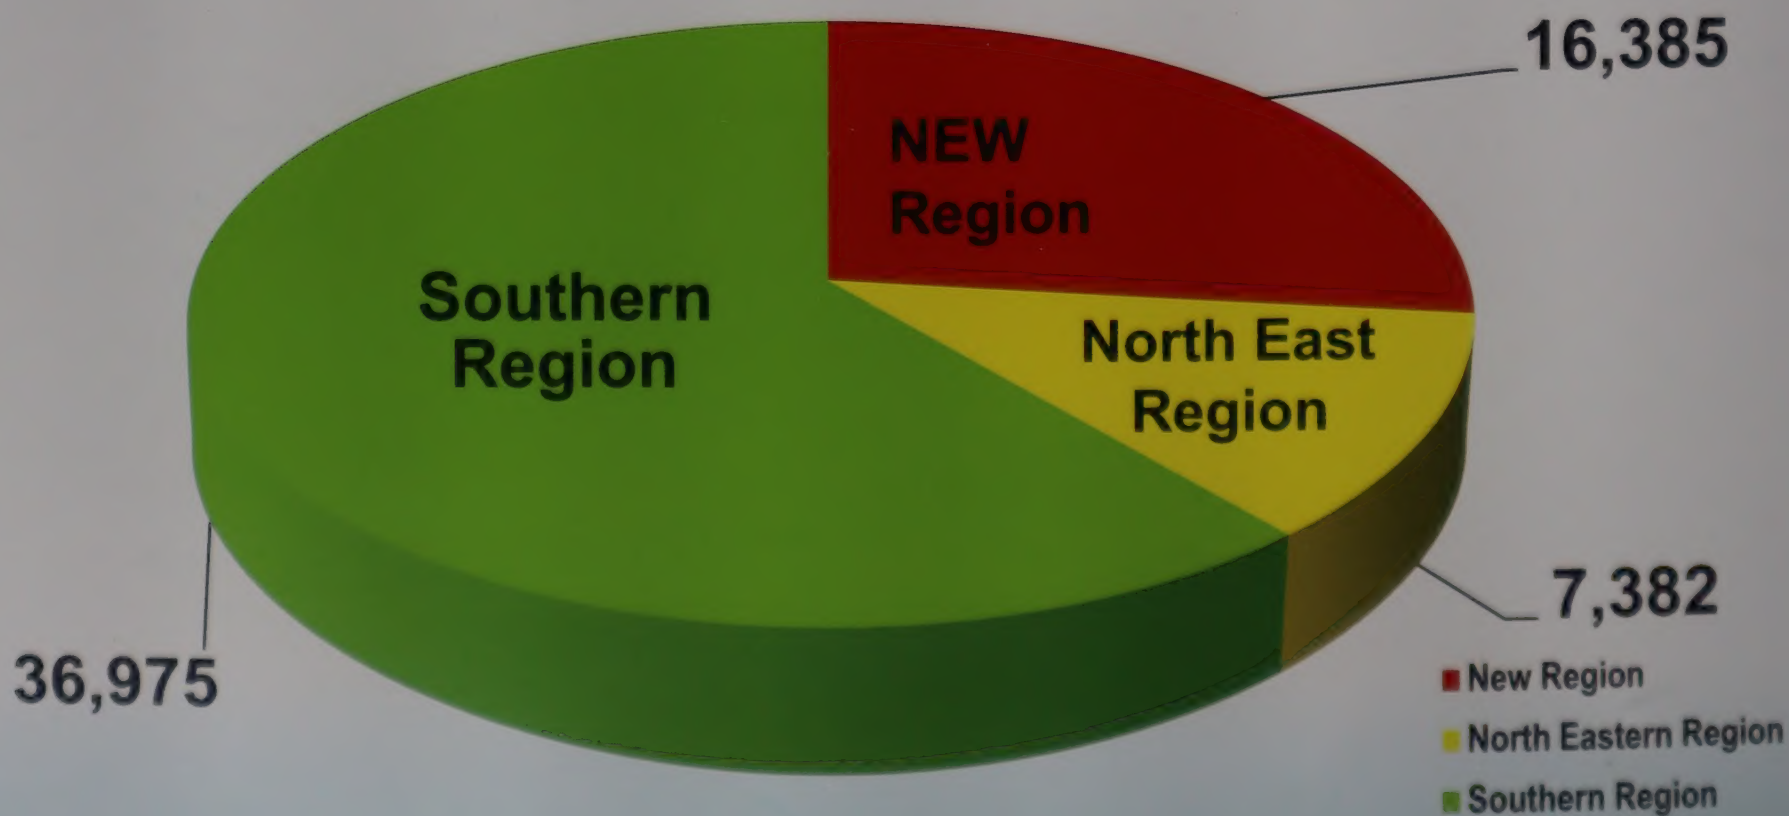 16,385
NEW
Region
Southern
Region
North East
Region
7,382
36,975
New Region
North Eastern Region
Southern Region